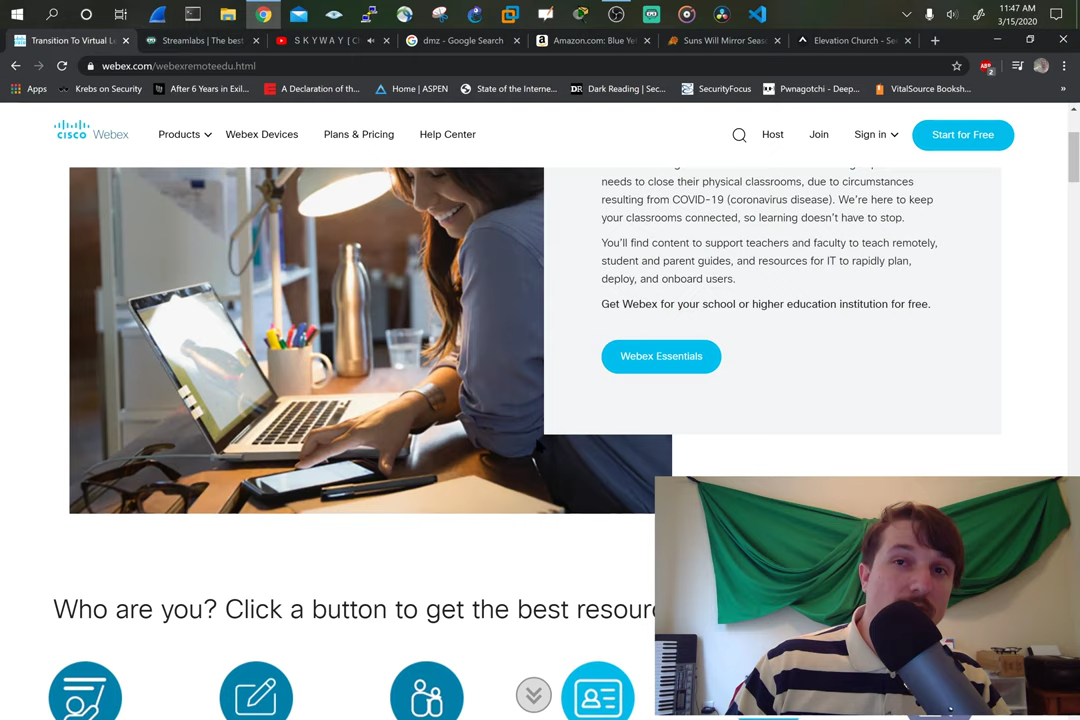 11:47 AM
3/15/2020
Transition To Virtual L
Streamlabs | The best
S K Y W A Y [ C
dmz - Google Search
Amazon.com: Blue Ye
Suns Will Mirror Seas
Elevation Church - Se
webex.com/webexremoteedu.html
ABP
2
Apps
Krebs on Security
After 6 Years in Exil...
A Declaration of th...
Home | ASPEN
State of the Interne...
DR
Dark Reading | Sec...
SecurityFocus
Pwnagotchi - Deep...
VitalSource Booksh...
»
CISCO Webex
Products
Webex Devices
Plans & Pricing
Help Center
Host
Join
Sign in
Start for Free
needs to close their physical classrooms, due to circumstances
resulting from COVID-19 (coronavirus disease). We're here to keep
your classrooms connected, so learning doesn't have to stop.
You'll find content to support teachers and faculty to teach remotely,
student and parent guides, and resources for IT to rapidly plan,
deploy, and onboard users.
Get Webex for your school or higher education institution for free.
Webex Essentials
Who are you? Click a button to get the best resour